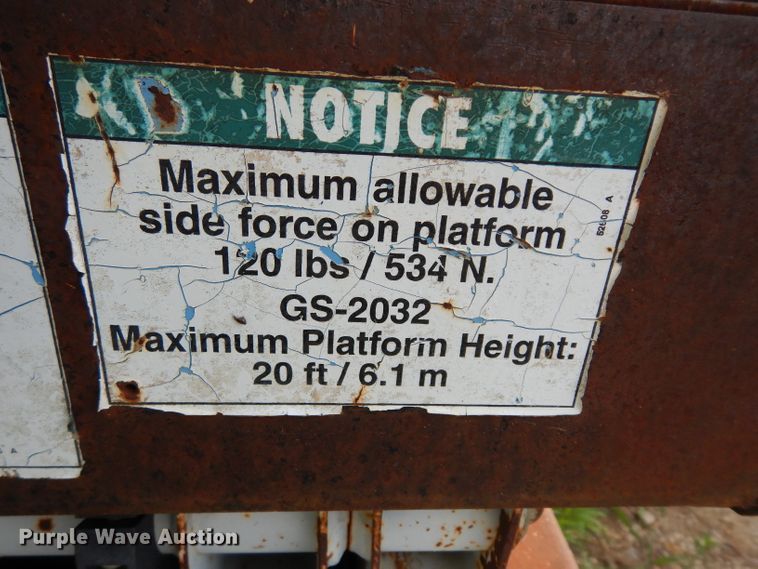 NOTICE
Maximum allowable
side force on platform
120 lbs / 534 N.
GS-2032
Maximum Platform Height:
20 ft / 6.1 m
Purple Wave Auction